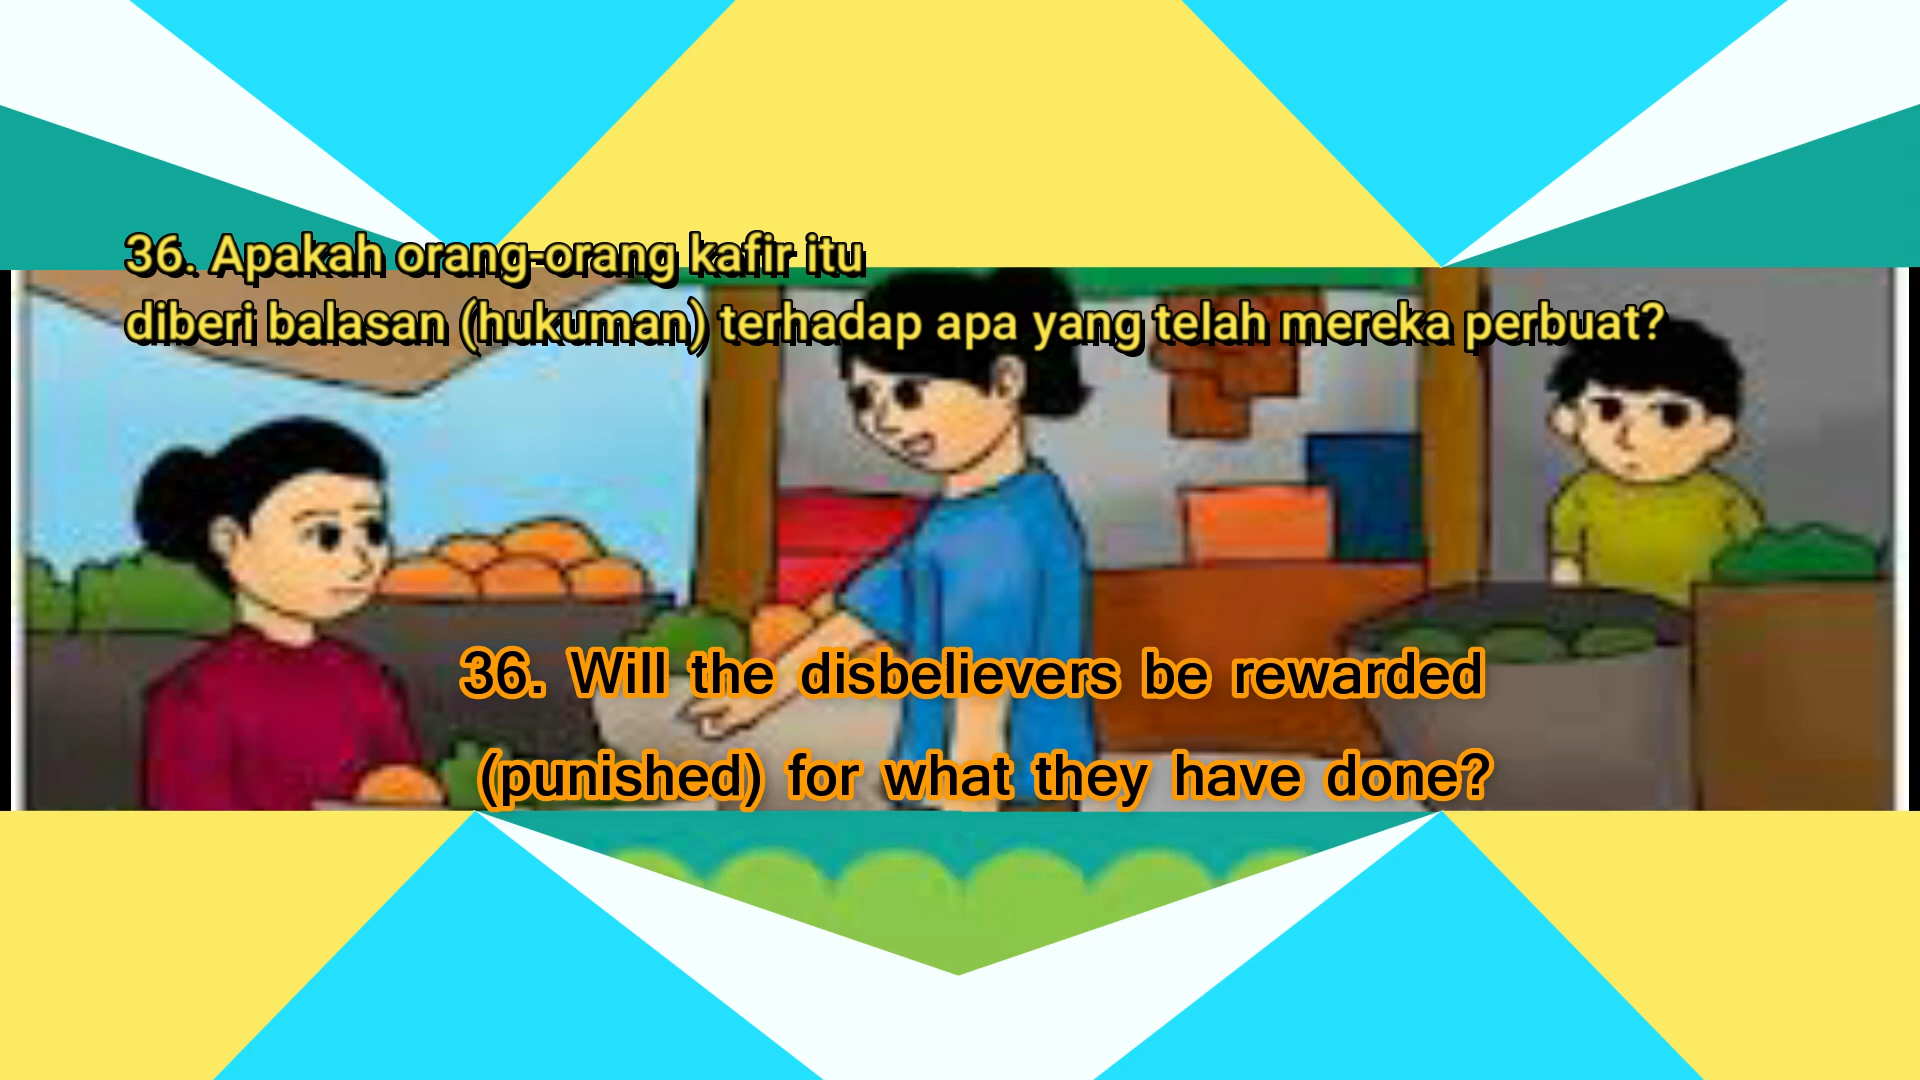 36. Apakah orang-orang kafir itu
diberi balasan (hukuman) terhadap apa yang telah mereka perbuat?
36. Will the disbelievers be rewarded
(punished) for what they have done?